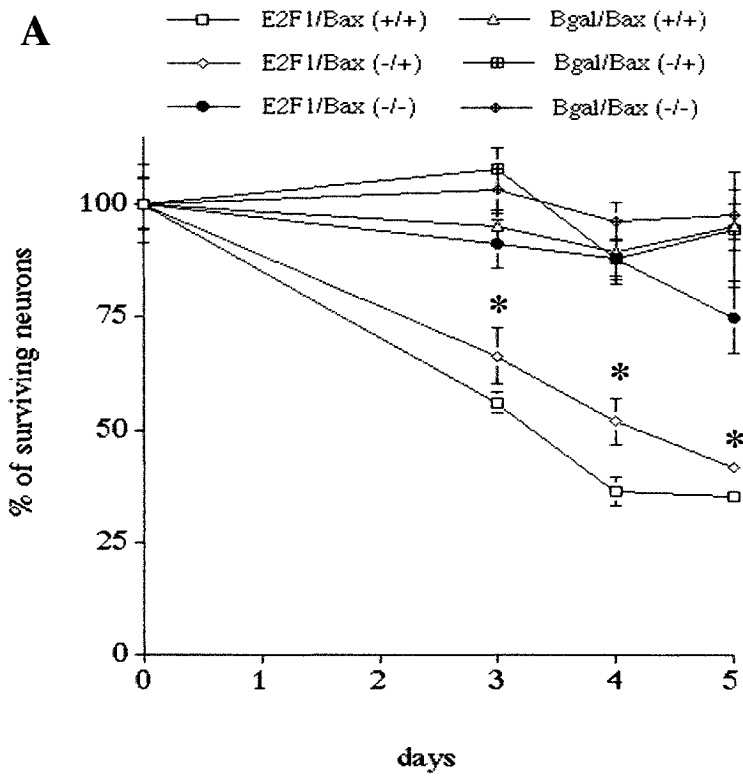 A
E2F1/Bax (+/+)
Bgal/Bax (+/+)
E2F1/Bax (-/+)
Bgal/Bax (-/+)
E2F1/Bax (-/-)
Bgal/Bax (-/-)
% of surviving neurons
100
75
50
25
0
*
*
*
0 1 2 3 4 5
days